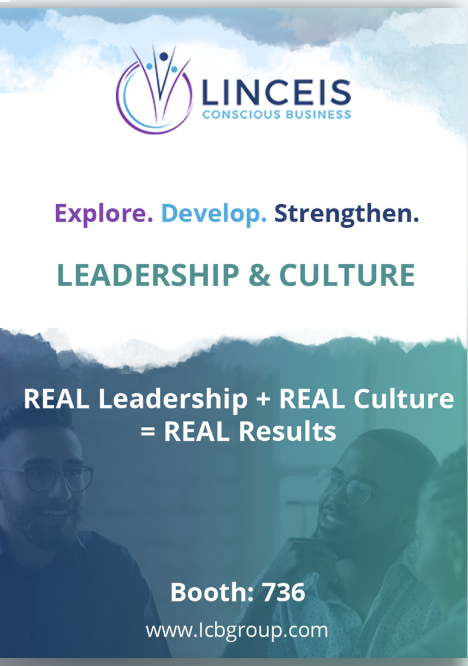 LINCEIS
CONSCIOUS BUSINESS
Explore. Develop. Strengthen.
LEADERSHIP & CULTURE
REAL Leadership + REAL Culture
= REAL Results
Booth: 736
www.lcbgroup.com